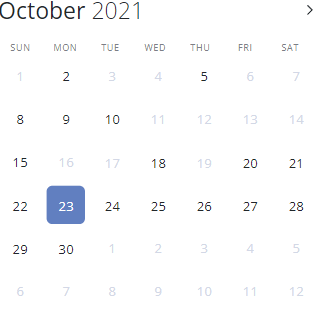 October 2021
SUN MON TUE WED THU FRI SAT
1 2 3 4 5 6 7
8 9 10 11 12 13 14
15 16 17 18 19 20 21
22 23 24 25 26 27 28
29 30 1 2 3 4 5
6 7 8 9 10 11 12